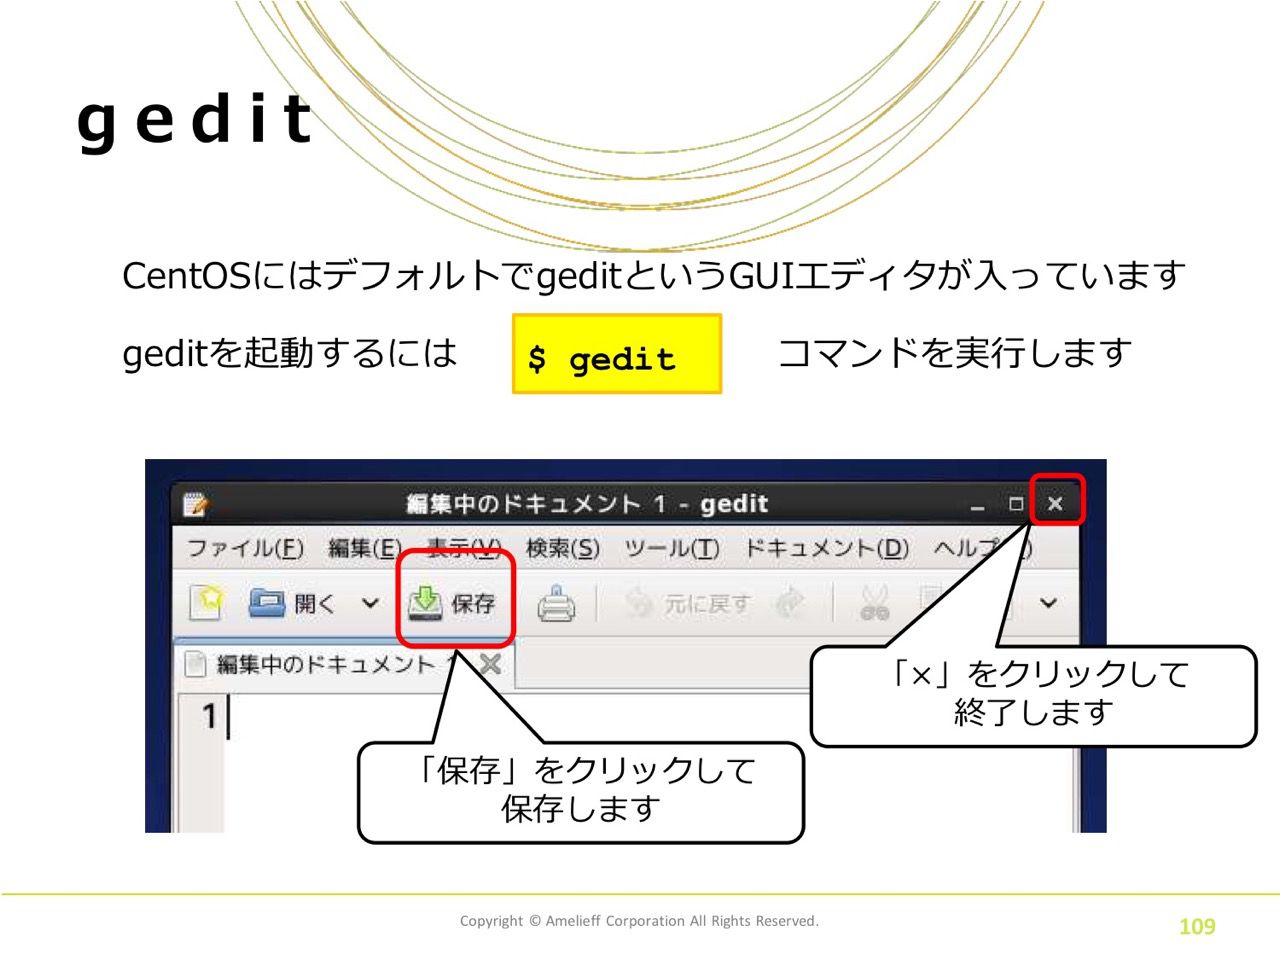 gedit
CentOSにはデフォルトでgeditというGUIエディタが入っています
geditを起動するには $ gedit コマンドを実行します
編集中のドキュメント 1 - gedit
ファイル(F) 編集(E) 表示(V) 検索(S) ツール(T) ドキュメント(D) ヘルプ
開く 保存 元に戻す
編集中のドキュメント
1
「×」をクリックして
終了します
「保存」をクリックして
保存します
Copyright © Amelieff Corporation All Rights Reserved.
109